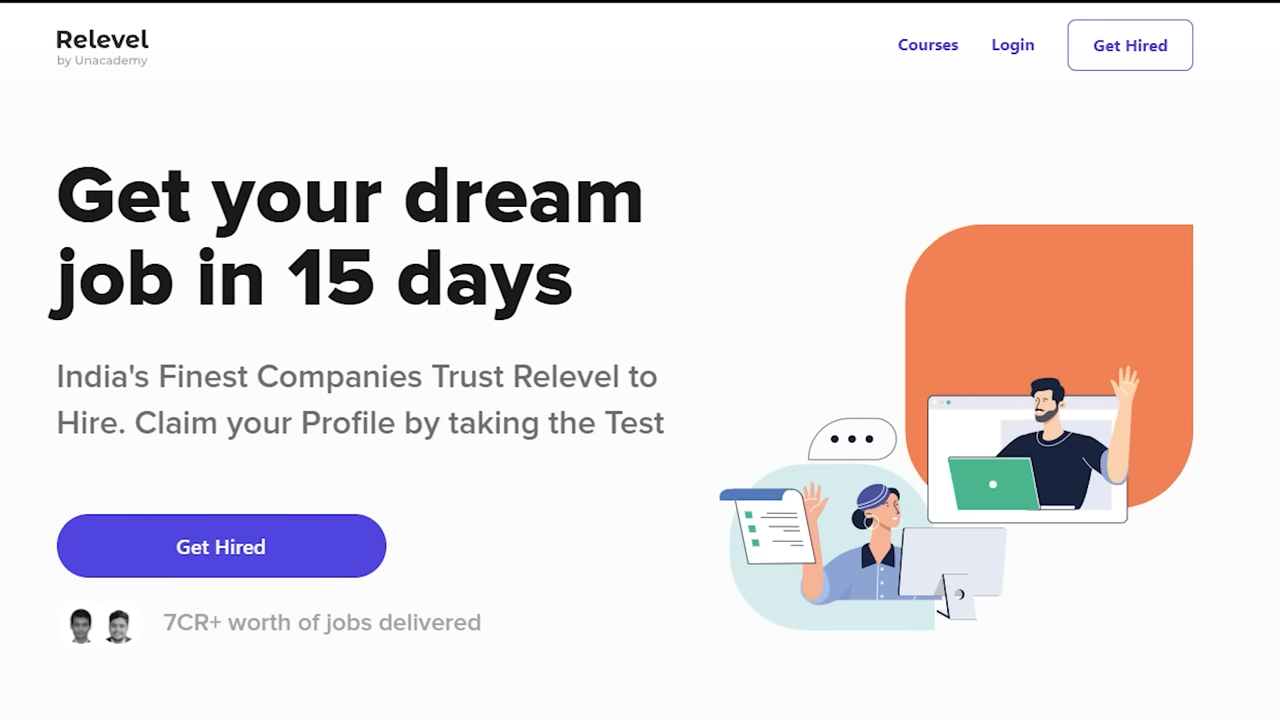 Relevel
by Unacademy
Courses
Login
Get Hired
Get your dream
job in 15 days
India's Finest Companies Trust Relevel to
Hire. Claim your Profile by taking the Test
Get Hired
7CR+ worth of jobs delivered